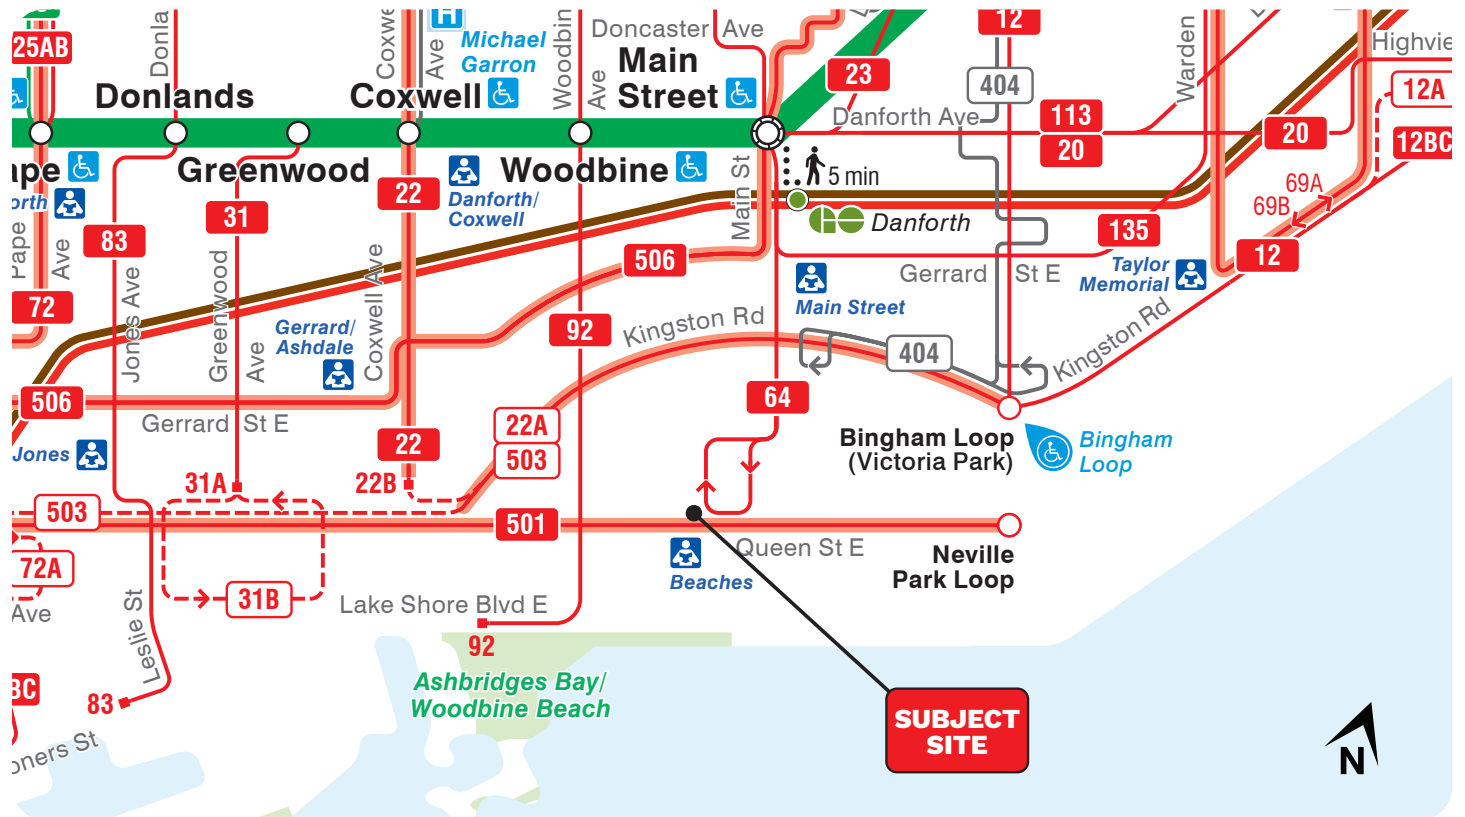 12
Doncaster Ave
Donla
Coxwe
Ave
Woodbin
Ave
Warden
Highvie
25AB
Michael
Garron
Main
Street
23
404
12A
Donlands
Coxwell
Danforth Ave
113
20
20
12BC
ape
Greenwood
Woodbine
Main St
5 min
orth
22
Danforth/
Coxwell
69A
69B
83
31
Danforth
135
12
Pape
Ave
506
Gerrard St E
Taylor
Memorial
72
Jones Ave
Greenwood
Ave
Coxwell Ave
Gerrard/
Ashdale
92
Kingston Rd
Main Street
404
Kingston Rd
506
Gerrard St E
22A
503
64
Jones
22
Bingham Loop
(Victoria Park)
Bingham
Loop
31A
22B
503
501
Queen St E
Neville
Park Loop
72A
Beaches
Ave
31B
Lake Shore Blvd E
Leslie St
92
Ashbridges Bay/
Woodbine Beach
BC
83
oners St
SUBJECT
SITE
N